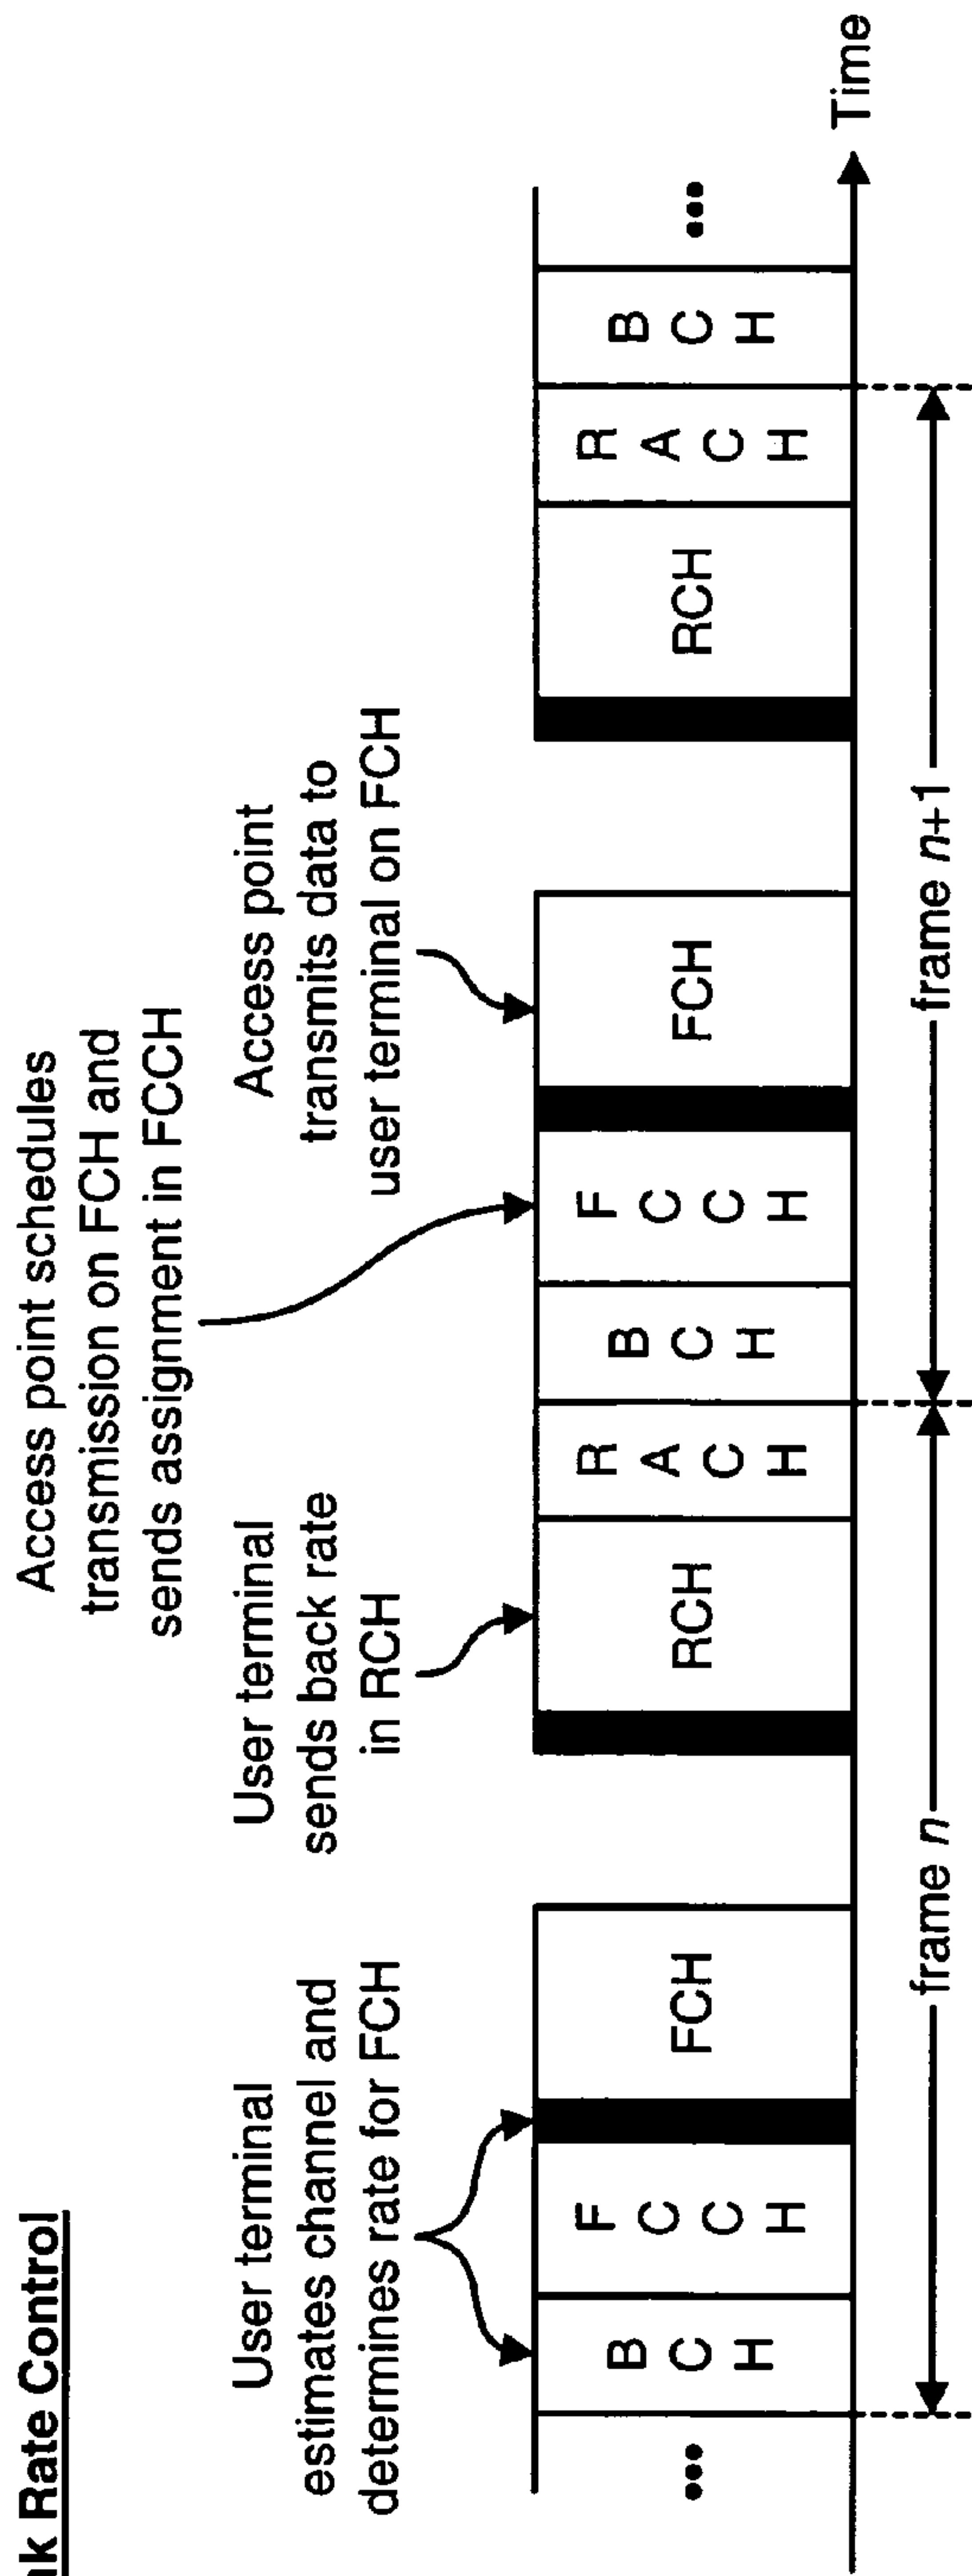 nk Rate Control
User terminal
estimates channel and
determines rate for FCH
User terminal
sends back rate
in RCH
Access point schedules
transmission on FCH and
sends assignment in FCCH
Access point
transmits data to
user terminal on FCH
•••
BCH
FCCH
FCH
RCH
RACH
BCH
FCCH
FCH
RCH
RACH
BCH
•••
Time
frame n
frame n+1